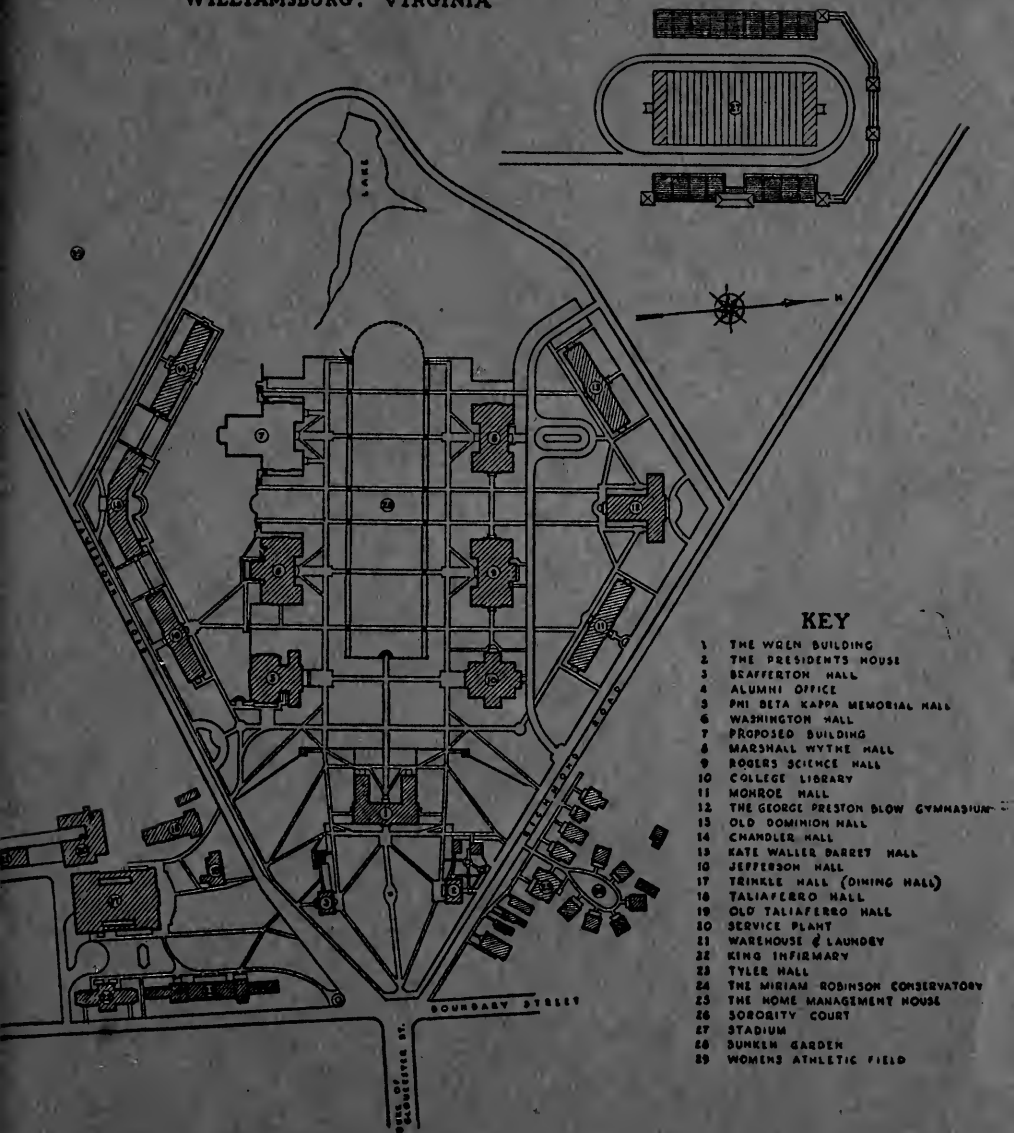 WILLIAMSBURG, VIRGINIA
LAKE
N
JAMESTOWN ROAD
RICHMOND ROAD
BOUNDARY STREET
DUKE OF
GLOUCESTER ST.
KEY
1 THE WREN BUILDING
2 THE PRESIDENTS HOUSE
3 BRAFFERTON HALL
4 ALUMNI OFFICE
5 PHI BETA KAPPA MEMORIAL HALL
6 WASHINGTON HALL
7 PROPOSED BUILDING
8 MARSHALL WYTHE HALL
9 ROGERS SCIENCE HALL
10 COLLEGE LIBRARY
11 MONROE HALL
12 THE GEORGE PRESTON BLOW GYMNASIUM
13 OLD DOMINION HALL
14 CHANDLER HALL
15 KATE WALLER BARRET HALL
16 JEFFERSON HALL
17 TRINKLE HALL (DINING HALL)
18 TALIAFERRO HALL
19 OLD TALIAFERRO HALL
20 SERVICE PLANT
21 WAREHOUSE & LAUNDRY
22 KING INFIRMARY
23 TYLER HALL
24 THE MIRIAM ROBINSON CONSERVATORY
25 THE HOME MANAGEMENT HOUSE
26 SORORITY COURT
27 STADIUM
28 SUNKEN GARDEN
29 WOMENS ATHLETIC FIELD